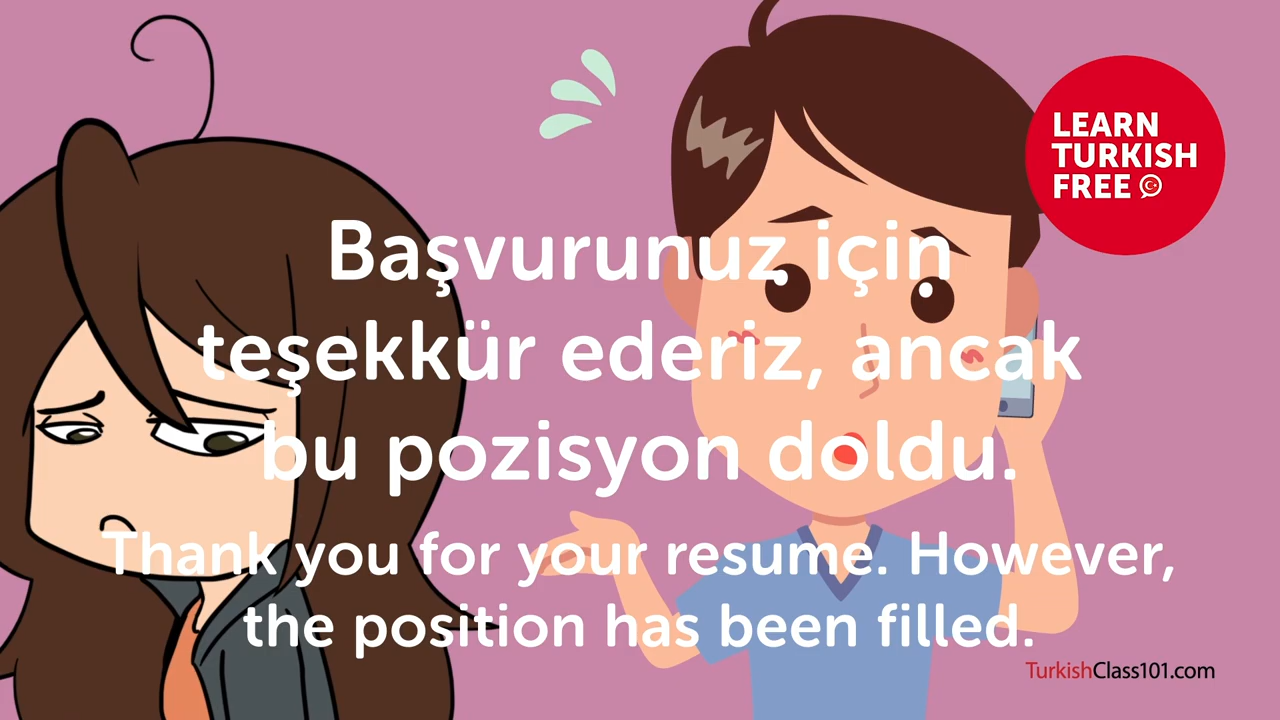 LEARN
TURKISH
FREE
Başvurunuz için
teşekkür ederiz, ancak
bu pozisyon doldu.
Thank you for your resume. However,
the position has been filled.
TurkishClass101.com